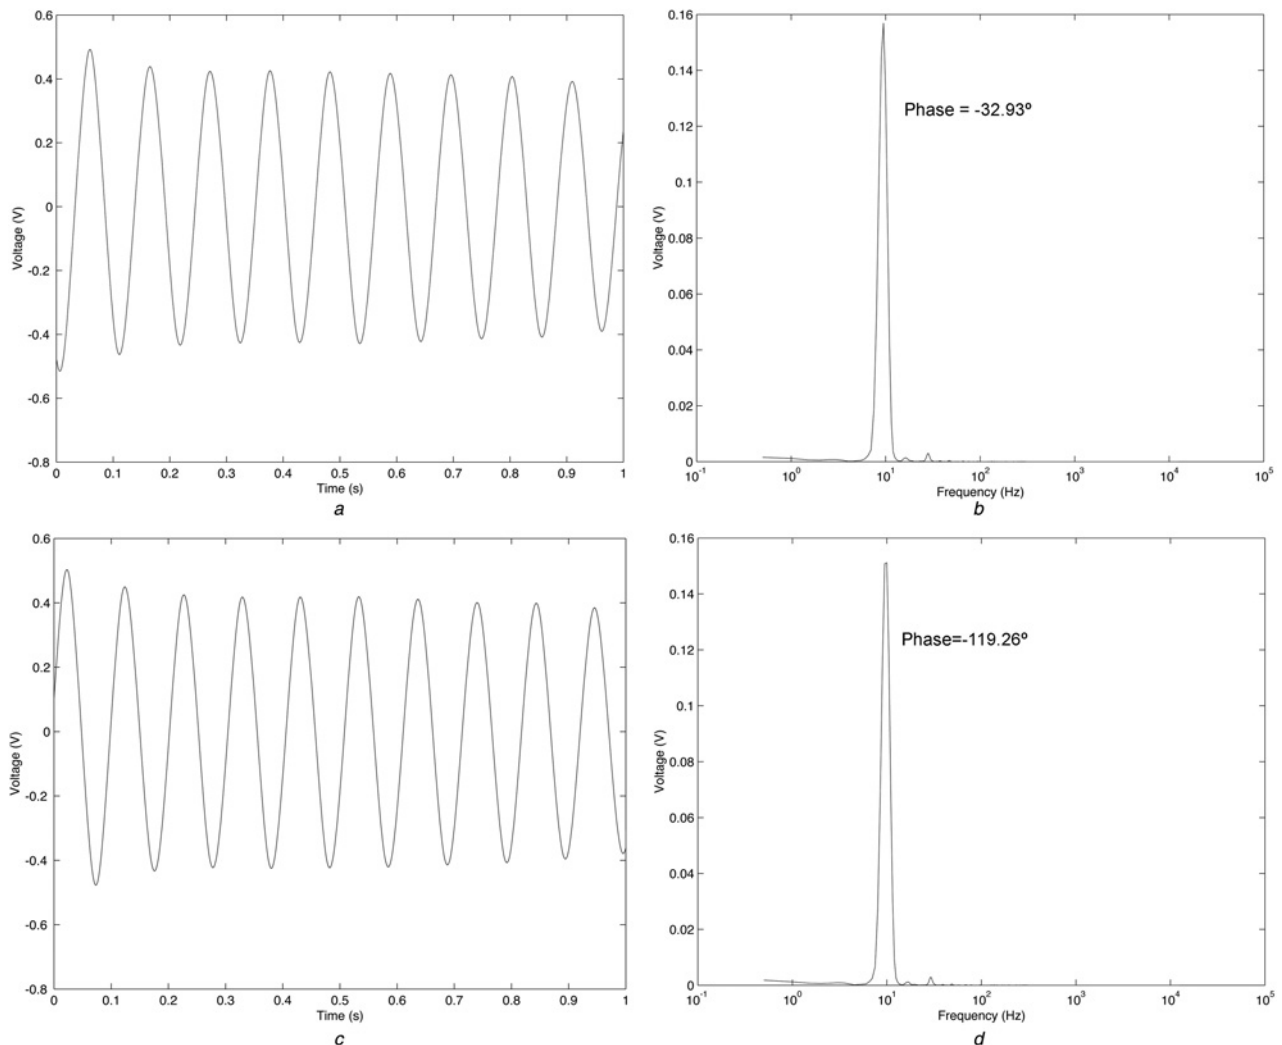 0.6
0.4
0.2
0
-0.2
-0.4
-0.6
-0.8
Voltage (V)
0 0.1 0.2 0.3 0.4 0.5 0.6 0.7 0.8 0.9 1
Time (s)
a
0.16
0.14
0.12
0.1
0.08
0.06
0.04
0.02
0
Voltage (V)
Phase = -32.93º
10-1 100 101 102 103 104 105
Frequency (Hz)
b
0.6
0.4
0.2
0
-0.2
-0.4
-0.6
-0.8
Voltage (V)
0 0.1 0.2 0.3 0.4 0.5 0.6 0.7 0.8 0.9 1
Time (s)
c
0.16
0.14
0.12
0.1
0.08
0.06
0.04
0.02
0
Voltage (V)
Phase=-119.26º
10-1 100 101 102 103 104 105
Frequency (Hz)
d